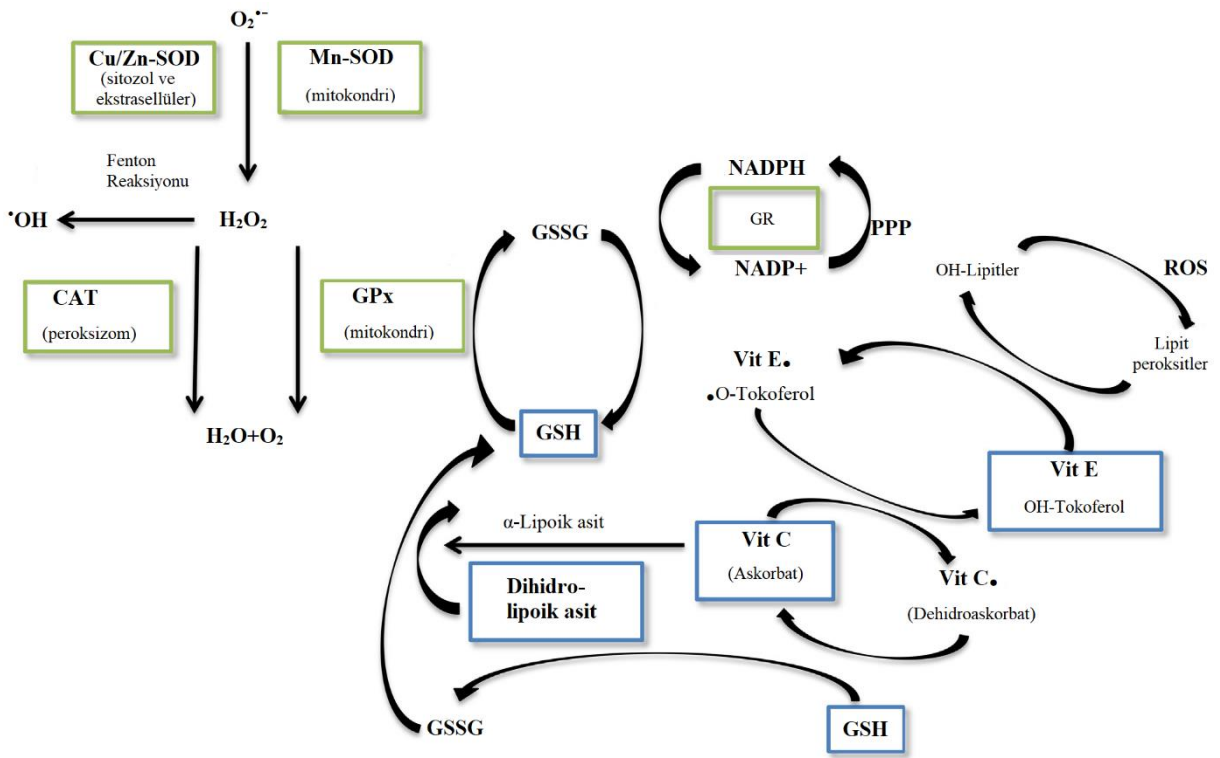 O₂•-
Cu/Zn-SOD
(sitozol ve
ekstrasellüler)
Mn-SOD
(mitokondri)
Fenton
Reaksiyonu
•OH
H₂O₂
CAT
(peroksizom)
GPx
(mitokondri)
H₂O+O₂
GSSG
GSH
NADPH
GR
NADP+
PPP
OH-Lipitler
ROS
Lipit
peroksitler
Vit E•
•O-Tokoferol
Vit E
OH-Tokoferol
α-Lipoik asit
Dihidro-
lipoik asit
Vit C
(Askorbat)
Vit C•
(Dehidroaskorbat)
GSSG
GSH